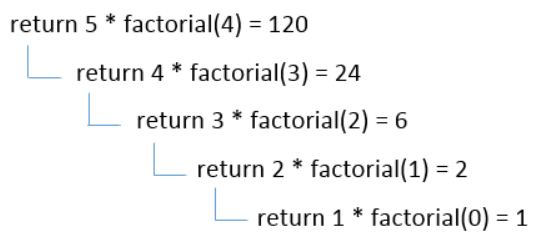 return 5 * factorial(4) = 120
return 4 * factorial(3) = 24
return 3 * factorial(2) = 6
return 2 * factorial(1) = 2
return 1 * factorial(0) = 1